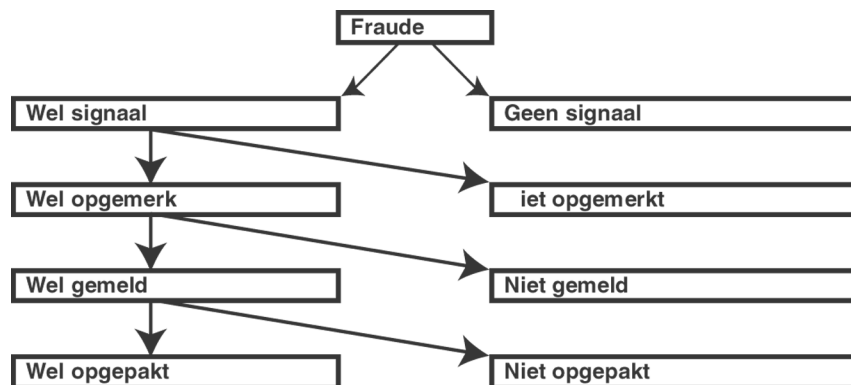 Fraude
Wel signaal
Geen signaal
Wel opgemerk
iet opgemerkt
Wel gemeld
Niet gemeld
Wel opgepakt
Niet opgepakt